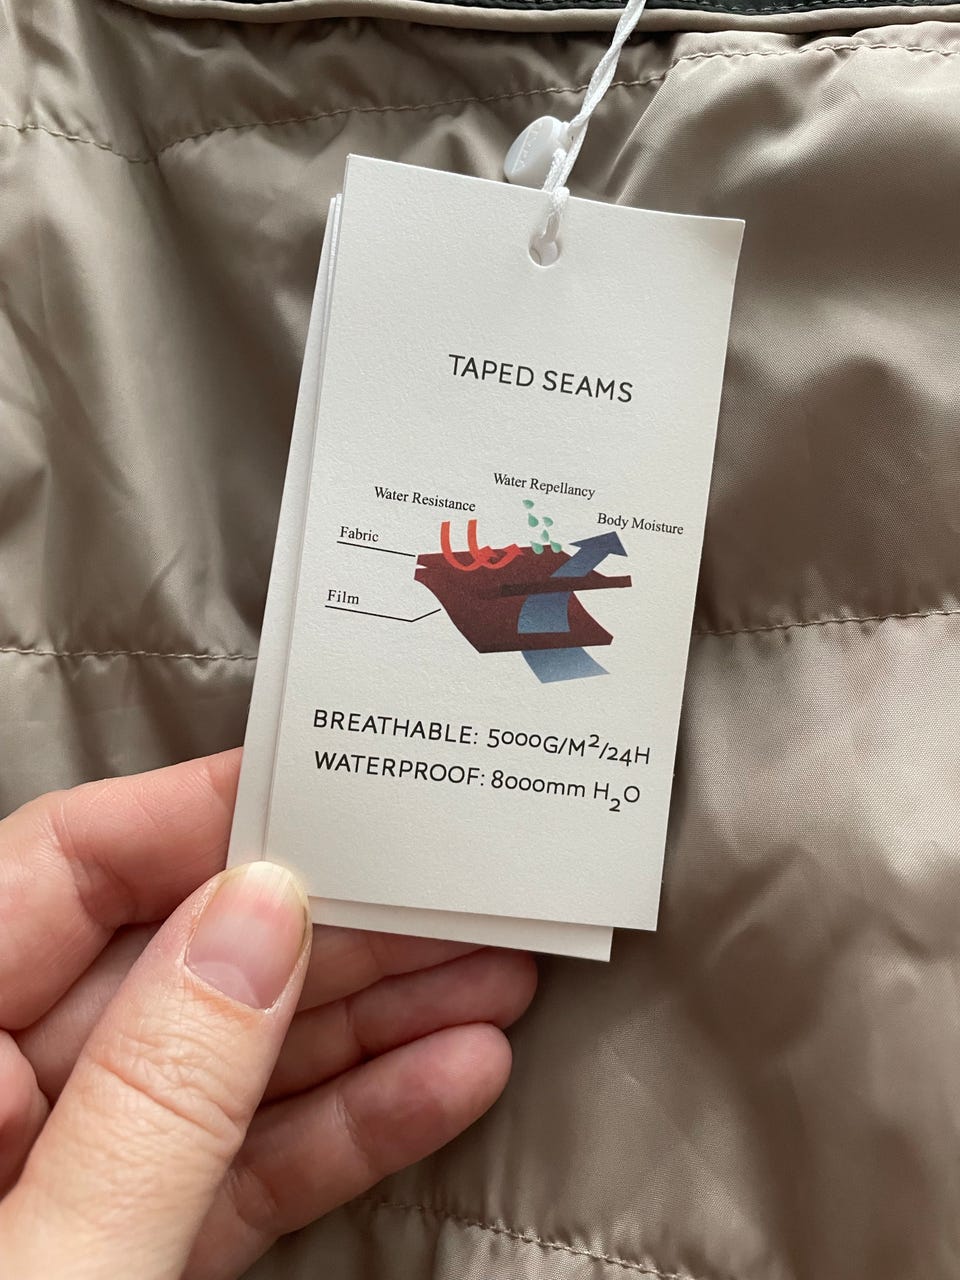 TAPED SEAMS
Water Repellancy
Water Resistance
Body Moisture
Fabric
Film
BREATHABLE: 5000G/M²/24H
WATERPROOF: 8000mm H₂O